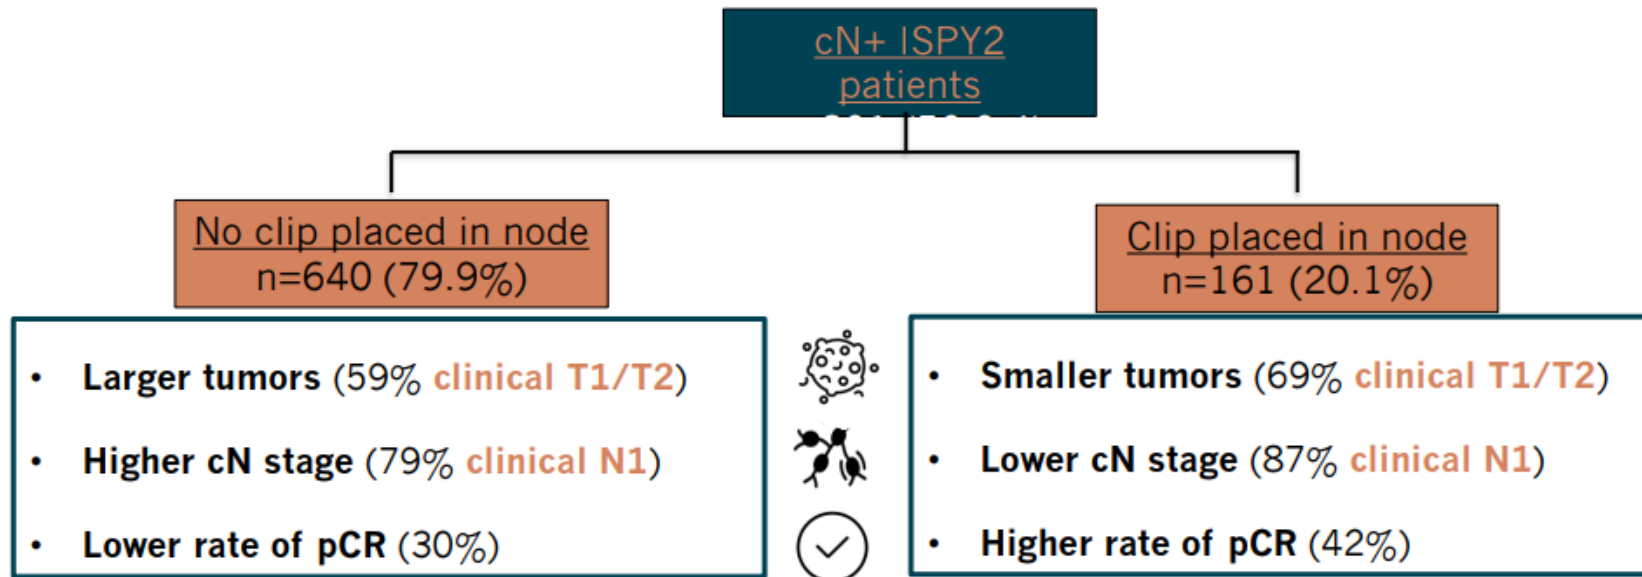 cN+ ISPY2
patients
No clip placed in node
n=640 (79.9%)
Clip placed in node
n=161 (20.1%)
• Larger tumors (59% clinical T1/T2)
• Higher cN stage (79% clinical N1)
• Lower rate of pCR (30%)
• Smaller tumors (69% clinical T1/T2)
• Lower cN stage (87% clinical N1)
• Higher rate of pCR (42%)